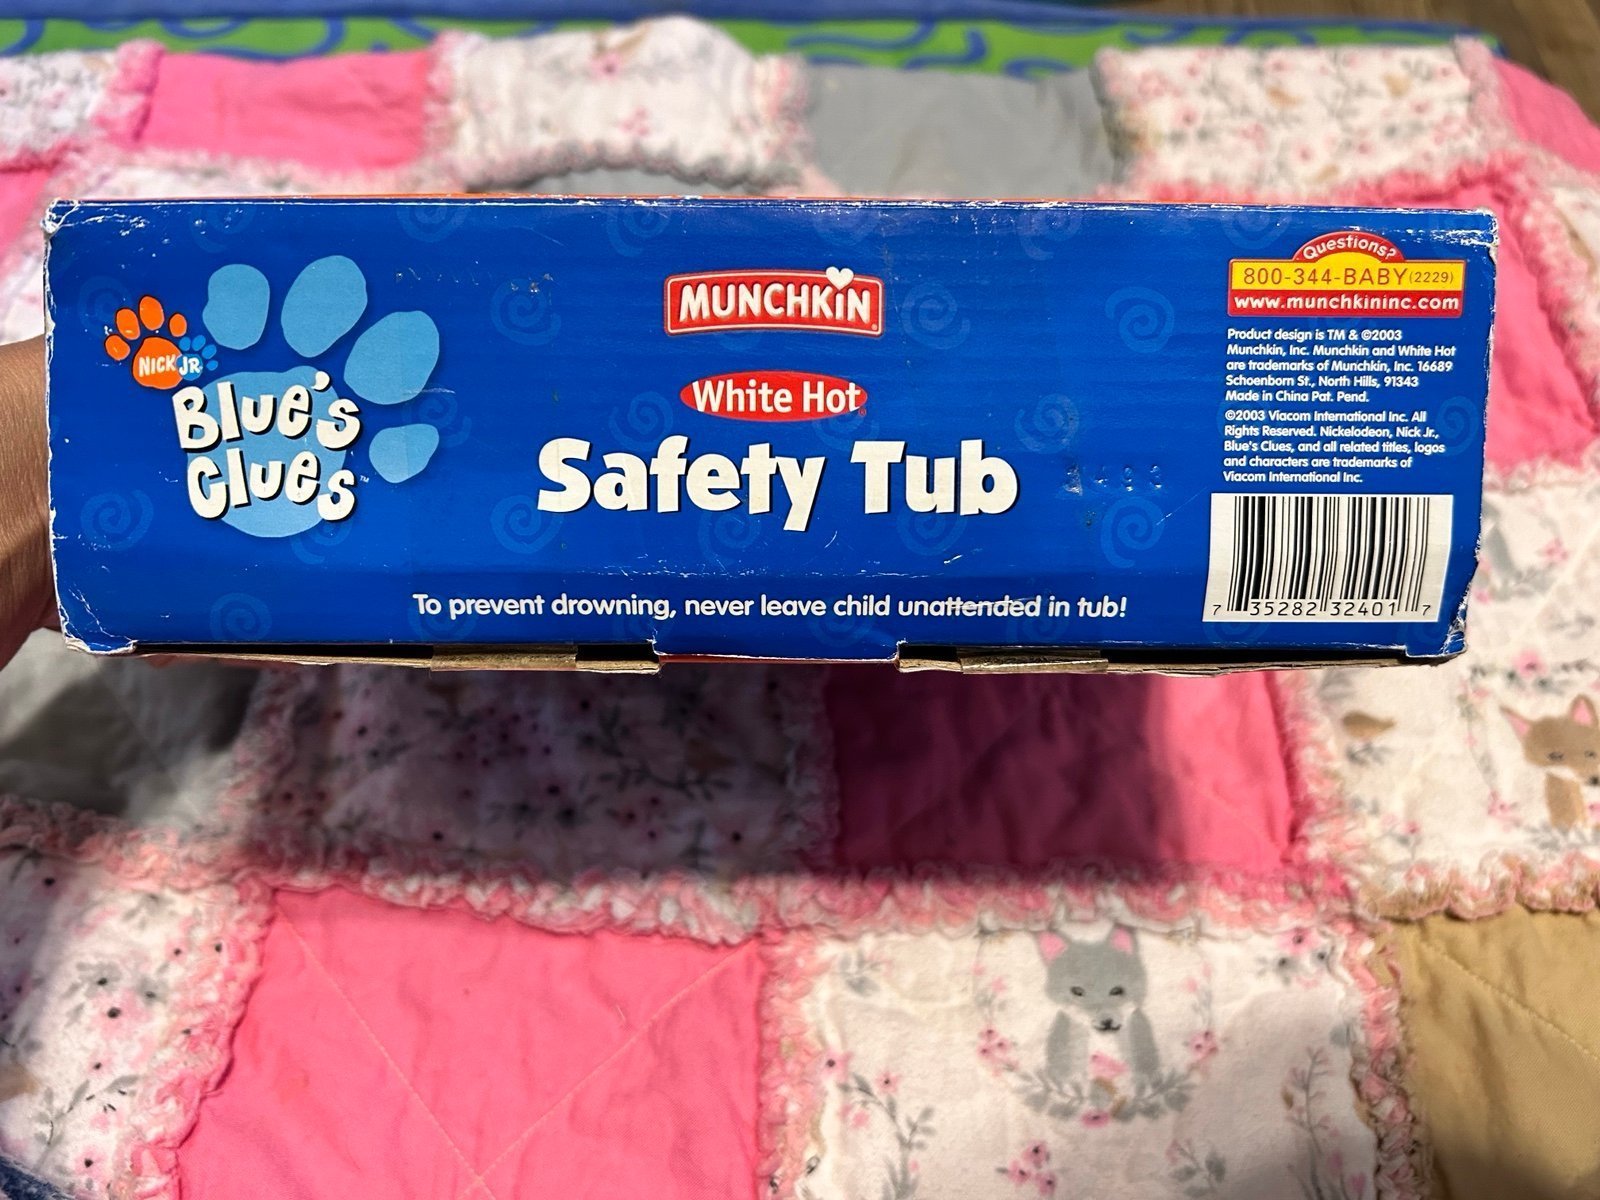 NICK JR
Blue's
Clues™
MUNCHKIN®
White Hot®
Safety Tub
To prevent drowning, never leave child unattended in tub!
Questions?
800-344-BABY(2229)
www.munchkininc.com
Product design is TM & ©2003
Munchkin, Inc. Munchkin and White Hot
are trademarks of Munchkin, Inc. 16689
Schoenborn St., North Hills, 91343
Made in China Pat. Pend.
©2003 Viacom International Inc. All
Rights Reserved. Nickelodeon, Nick Jr.,
Blue's Clues, and all related titles, logos
and characters are trademarks of
Viacom International Inc.
7 35282 32401 7